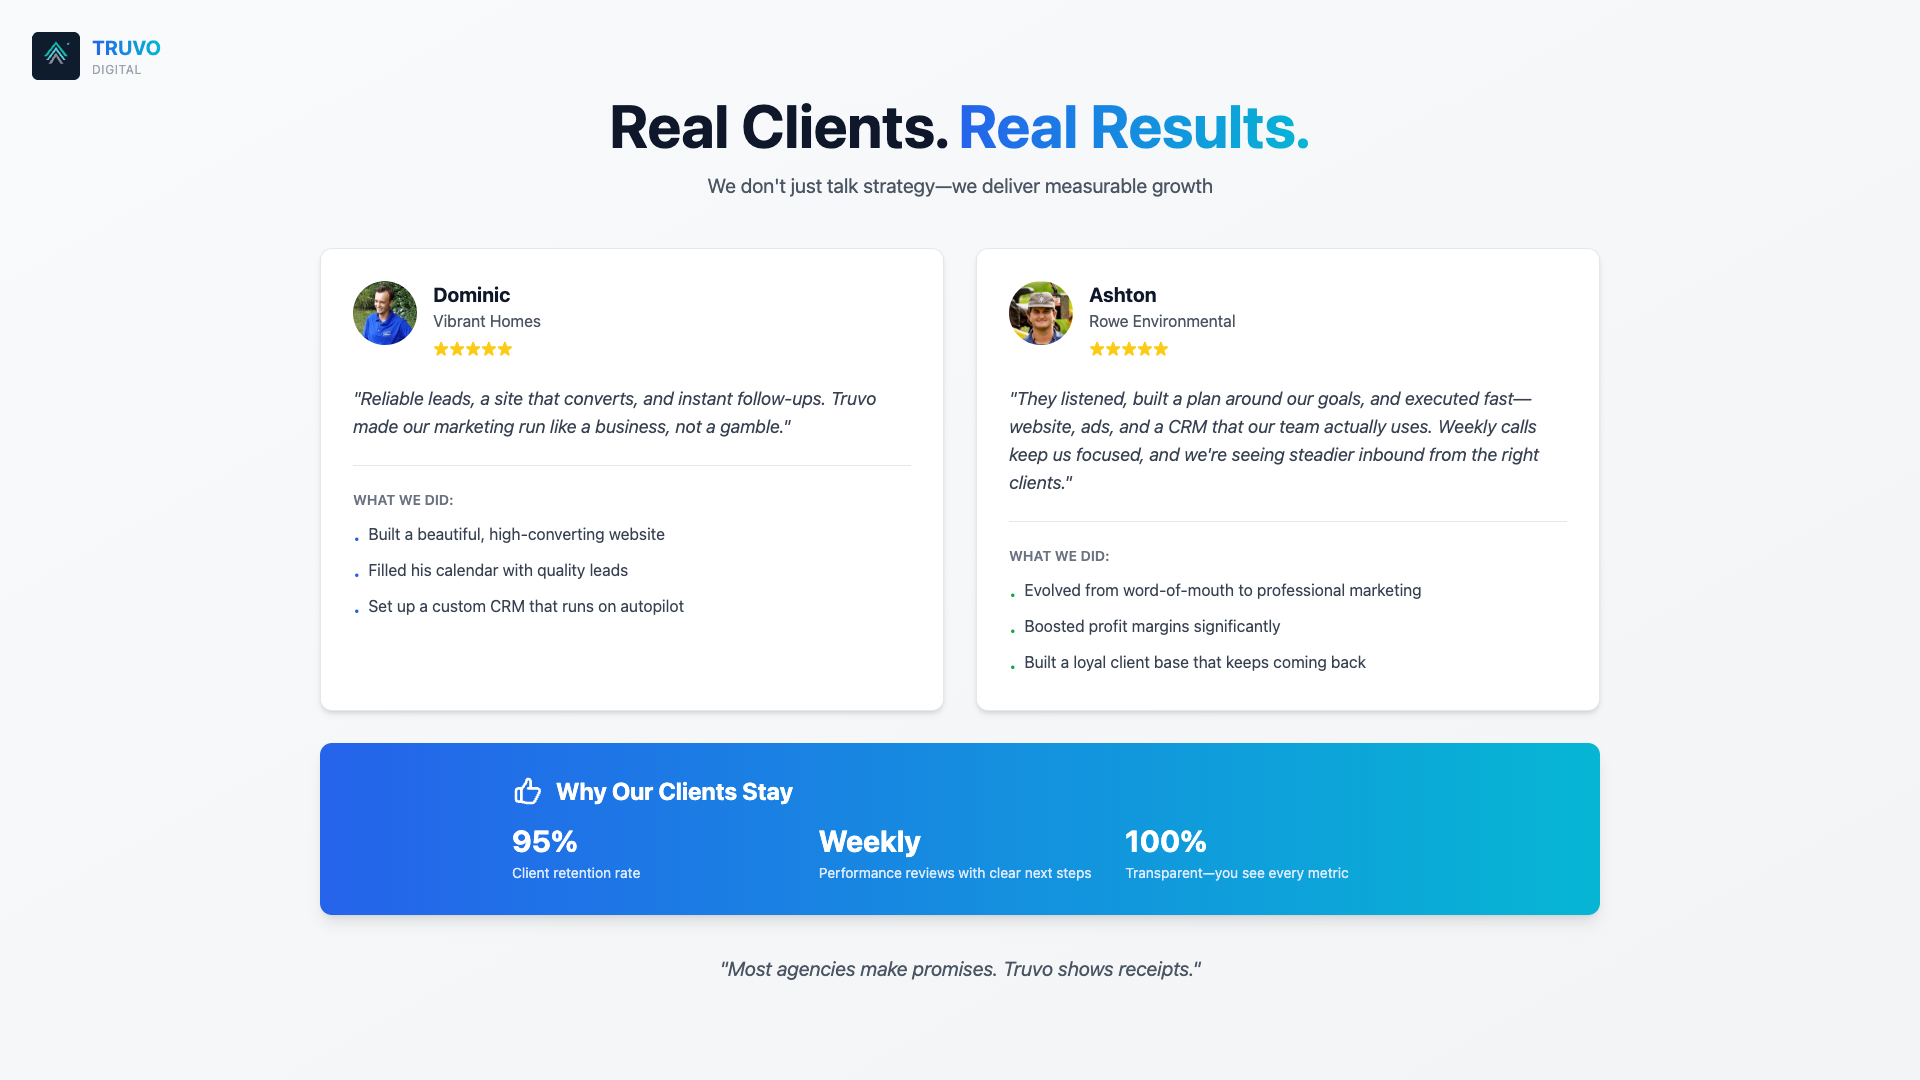 TRUVO
DIGITAL
Real Clients. Real Results.
We don't just talk strategy—we deliver measurable growth
Dominic
Vibrant Homes
"Reliable leads, a site that converts, and instant follow-ups. Truvo
made our marketing run like a business, not a gamble."
WHAT WE DID:
• Built a beautiful, high-converting website
• Filled his calendar with quality leads
• Set up a custom CRM that runs on autopilot
Ashton
Rowe Environmental
"They listened, built a plan around our goals, and executed fast—
website, ads, and a CRM that our team actually uses. Weekly calls
keep us focused, and we're seeing steadier inbound from the right
clients."
WHAT WE DID:
• Evolved from word-of-mouth to professional marketing
• Boosted profit margins significantly
• Built a loyal client base that keeps coming back
Why Our Clients Stay
95%
Client retention rate
Weekly
Performance reviews with clear next steps
100%
Transparent—you see every metric
"Most agencies make promises. Truvo shows receipts."